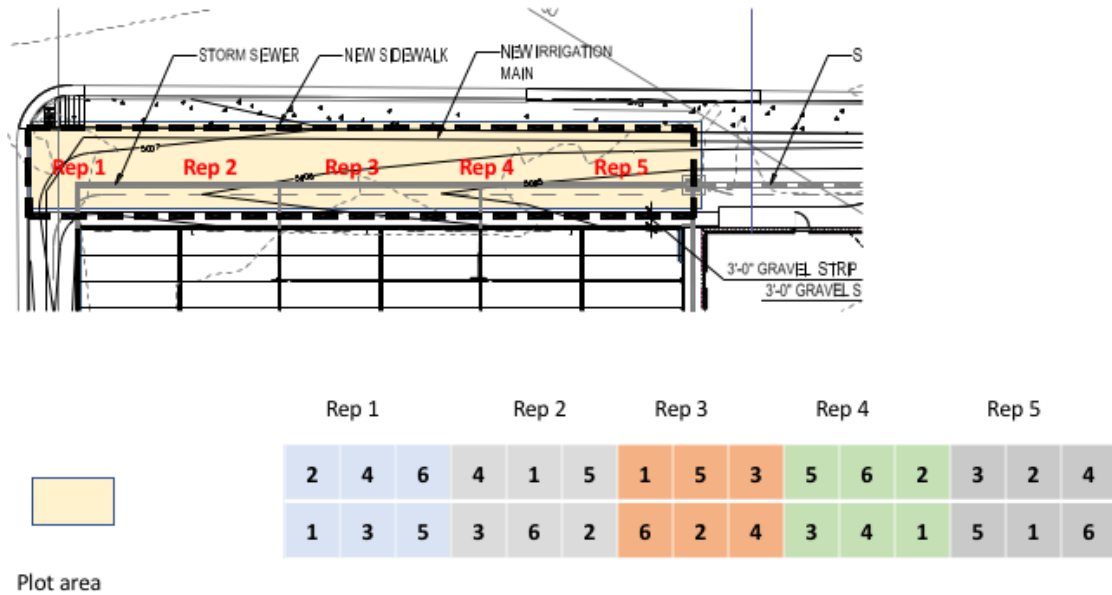 STORM SEWER
NEW SIDEWALK
NEW IRRIGATION
MAIN
S
5007
Rep 1
Rep 2
Rep 3
Rep 4
Rep 5
5006
5005
3'-0" GRAVEL STRIP
3'-0" GRAVEL S
Rep 1 Rep 2 Rep 3 Rep 4 Rep 5
2 4 6 4 1 5 1 5 3 5 6 2 3 2 4
1 3 5 3 6 2 6 2 4 3 4 1 5 1 6
Plot area